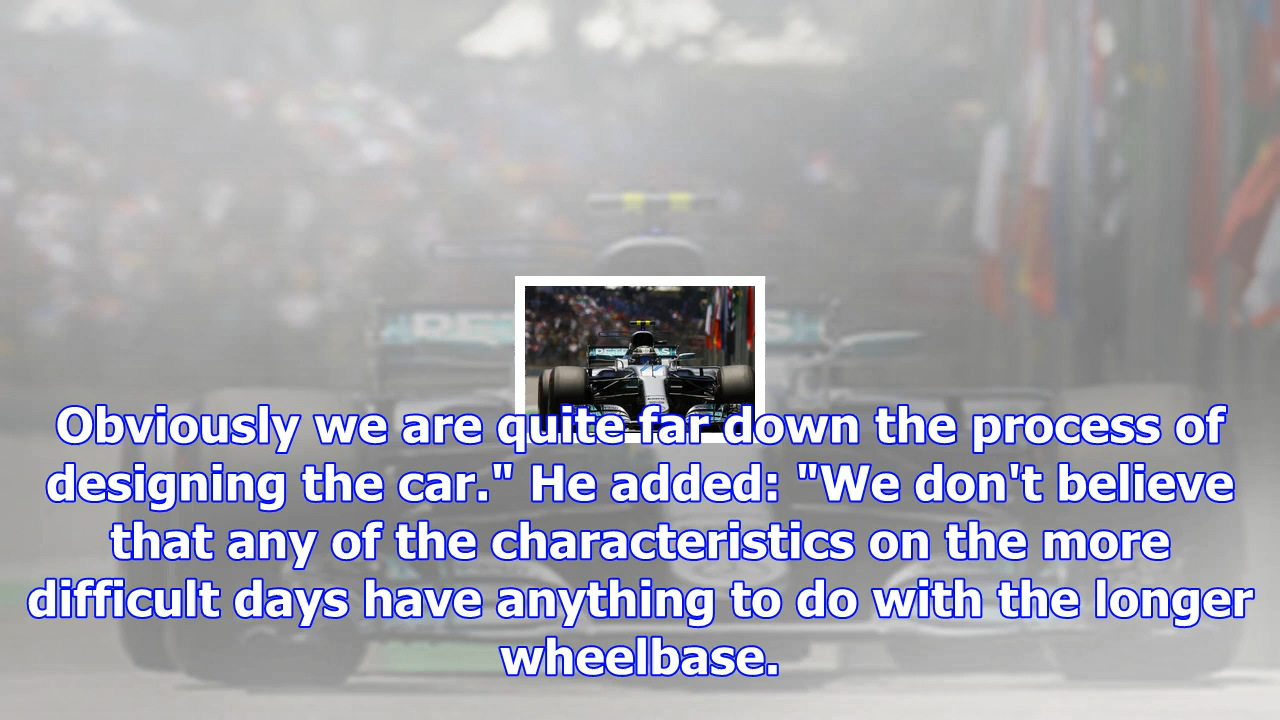 PETRONAS
Obviously we are quite far down the process of
designing the car." He added: "We don't believe
that any of the characteristics on the more
difficult days have anything to do with the longer
wheelbase.